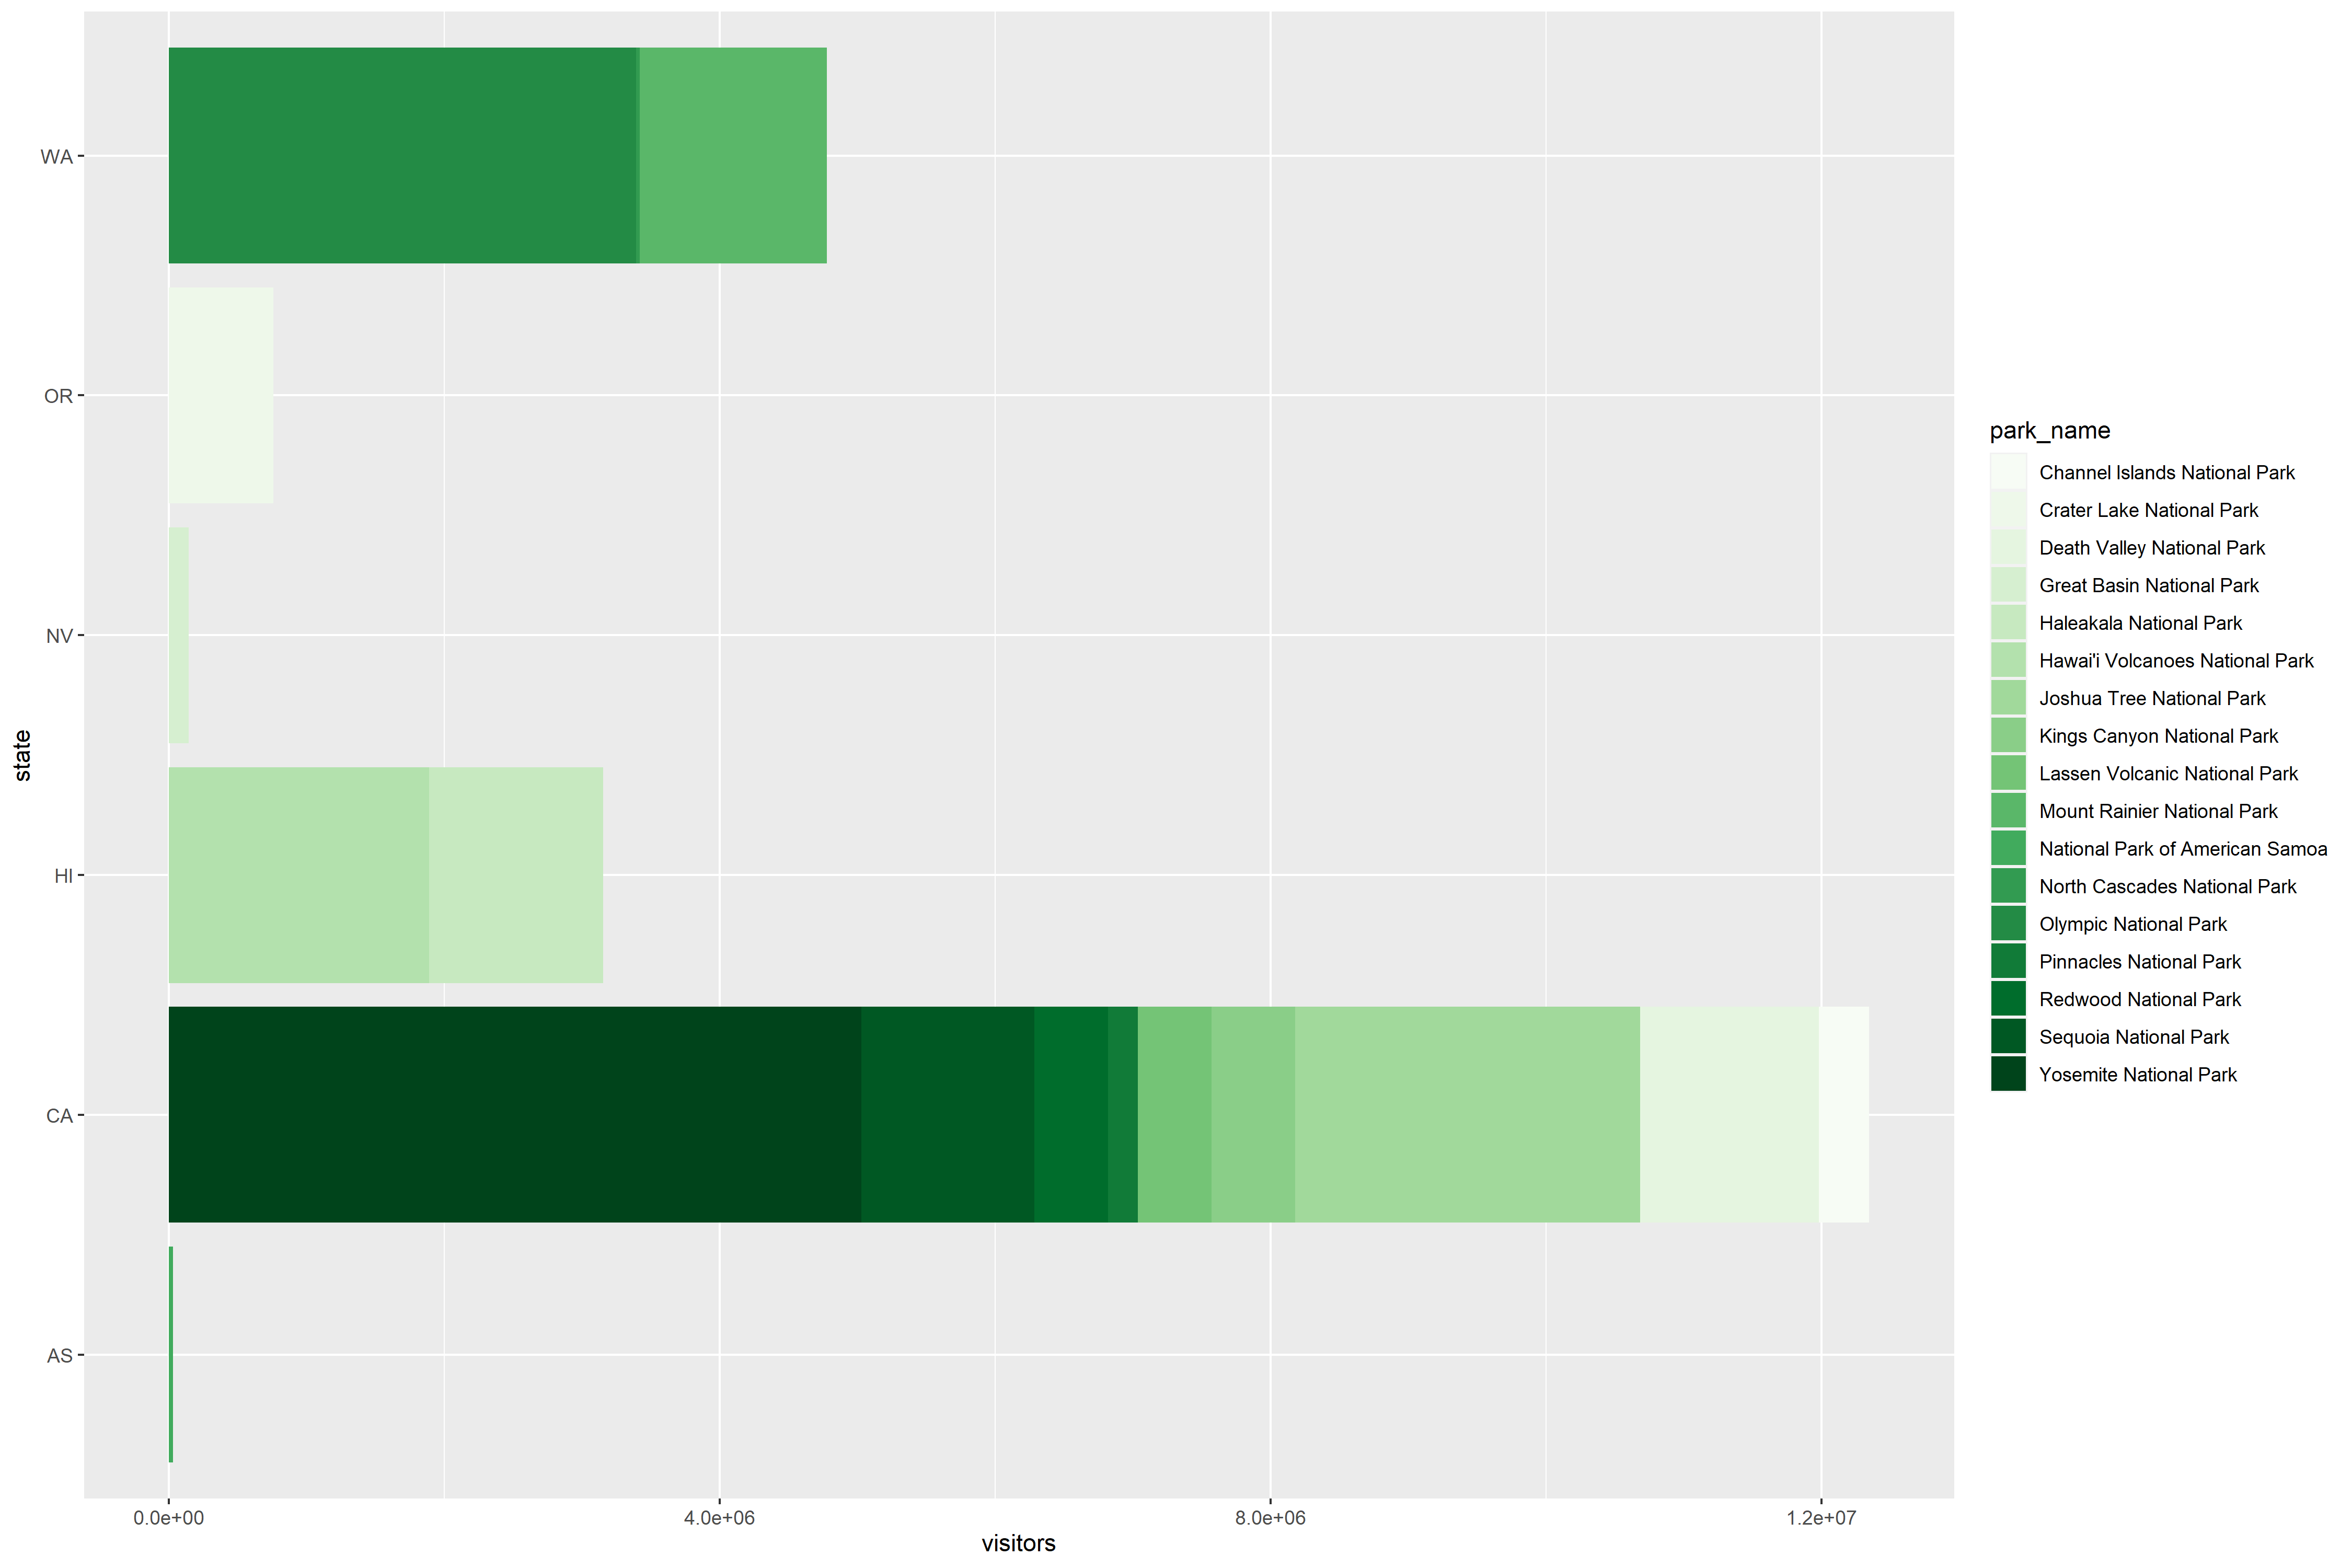 WA
OR
NV
HI
CA
AS
state
0.0e+00
4.0e+06
8.0e+06
1.2e+07
visitors
park_name
Channel Islands National Park
Crater Lake National Park
Death Valley National Park
Great Basin National Park
Haleakala National Park
Hawai'i Volcanoes National Park
Joshua Tree National Park
Kings Canyon National Park
Lassen Volcanic National Park
Mount Rainier National Park
National Park of American Samoa
North Cascades National Park
Olympic National Park
Pinnacles National Park
Redwood National Park
Sequoia National Park
Yosemite National Park